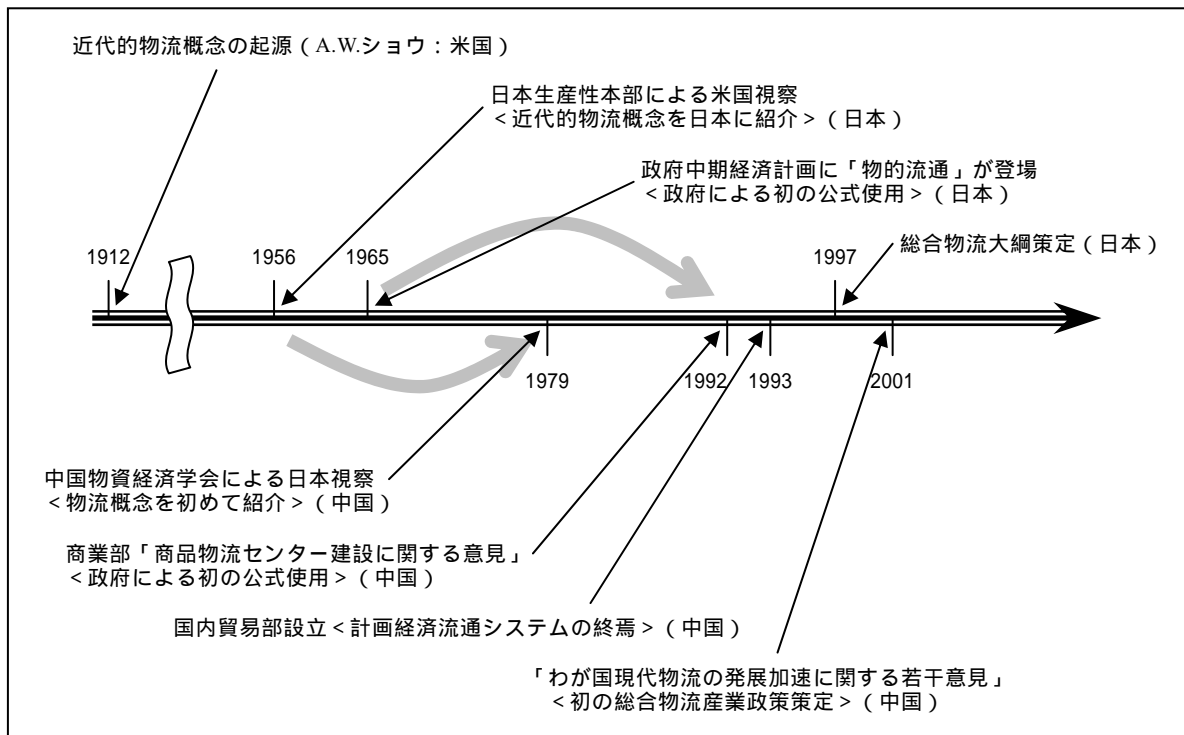 近代的物流概念の起源（A.W.ショウ：米国）
日本生産性本部による米国視察
＜近代的物流概念を日本に紹介＞（日本）
政府中期経済計画に「物的流通」が登場
＜政府による初の公式使用＞（日本）
総合物流大綱策定（日本）
1912
1956
1965
1997
1979
1992
1993
2001
中国物資経済学会による日本視察
＜物流概念を初めて紹介＞（中国）
商業部「商品物流センター建設に関する意見」
＜政府による初の公式使用＞（中国）
国内貿易部設立＜計画経済流通システムの終焉＞（中国）
「わが国現代物流の発展加速に関する若干意見」
＜初の総合物流産業政策策定＞（中国）